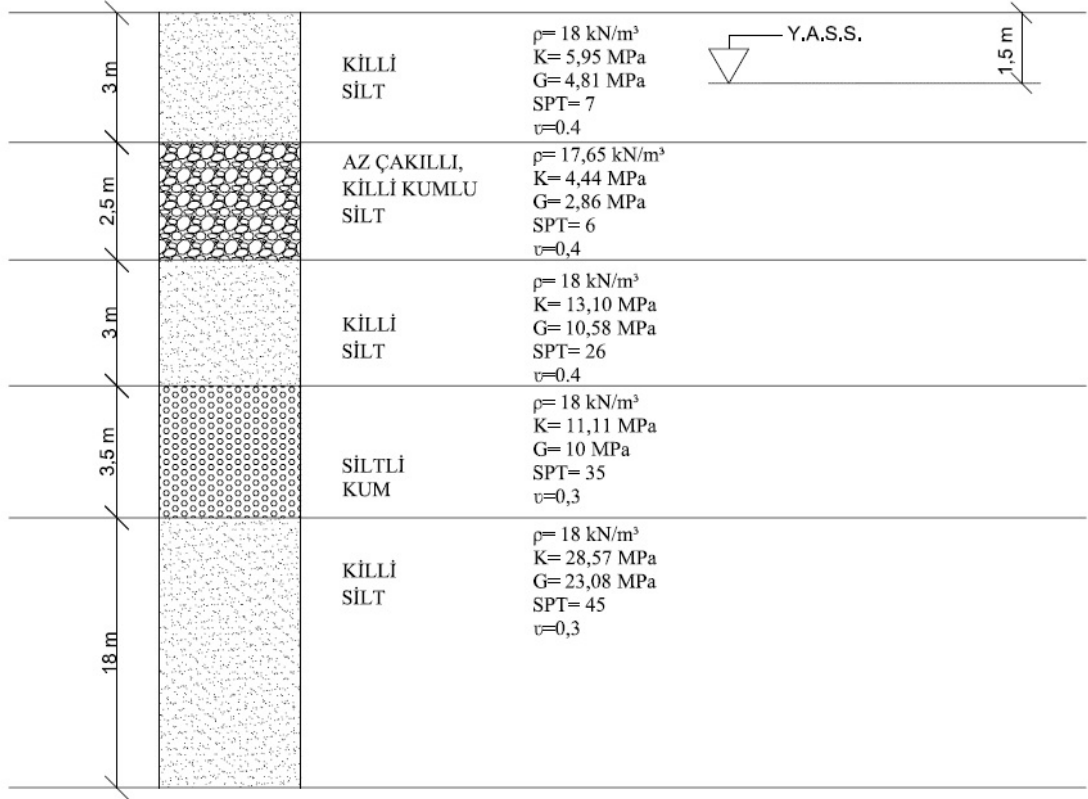 3 m
KİLLİ
SİLT
ρ= 18 kN/m³
K= 5,95 MPa
G= 4,81 MPa
SPT= 7
υ=0.4
Y.A.S.S.
1,5 m
2,5 m
AZ ÇAKILLI,
KİLLİ KUMLU
SİLT
ρ= 17,65 kN/m³
K= 4,44 MPa
G= 2,86 MPa
SPT= 6
υ=0,4
3 m
KİLLİ
SİLT
ρ= 18 kN/m³
K= 13,10 MPa
G= 10,58 MPa
SPT= 26
υ=0.4
3,5 m
SİLTLİ
KUM
ρ= 18 kN/m³
K= 11,11 MPa
G= 10 MPa
SPT= 35
υ=0,3
18 m
KİLLİ
SİLT
ρ= 18 kN/m³
K= 28,57 MPa
G= 23,08 MPa
SPT= 45
υ=0,3